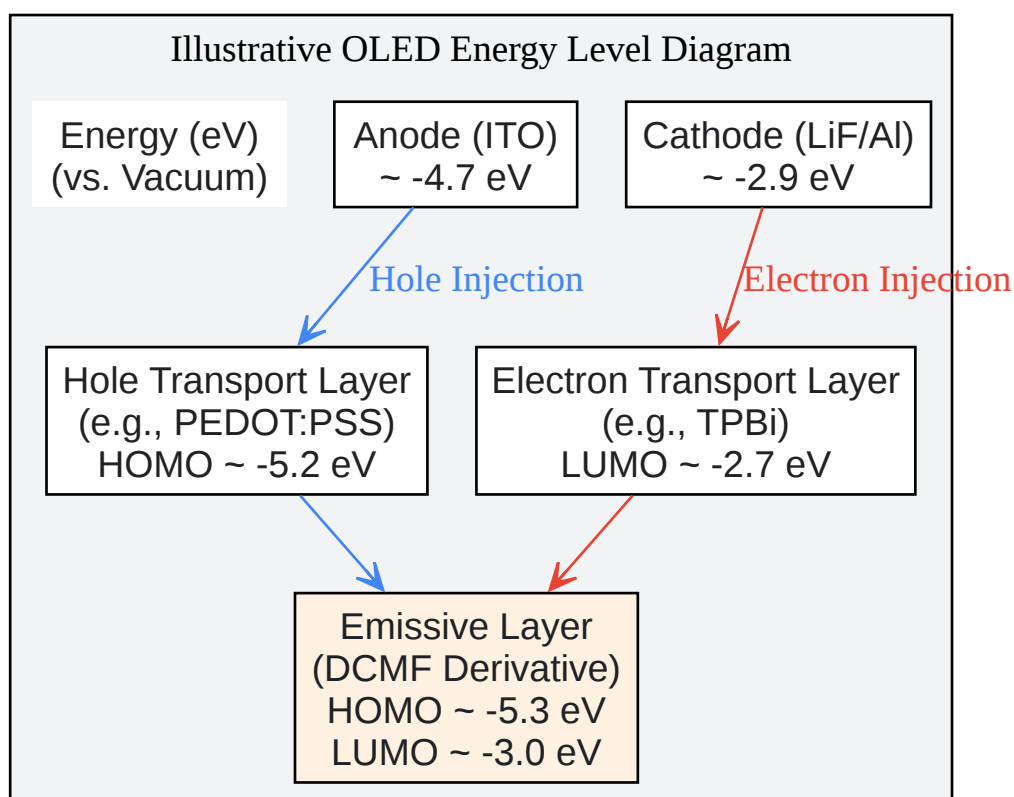 Illustrative OLED Energy Level Diagram
Energy (eV)
(vs. Vacuum)
Anode (ITO)
~ -4.7 eV
Cathode (LiF/Al)
~ -2.9 eV
Hole Injection
Electron Injection
Hole Transport Layer
(e.g., PEDOT:PSS)
HOMO ~ -5.2 eV
Electron Transport Layer
(e.g., TPBi)
LUMO ~ -2.7 eV
Emissive Layer
(DCMF Derivative)
HOMO ~ -5.3 eV
LUMO ~ -3.0 eV